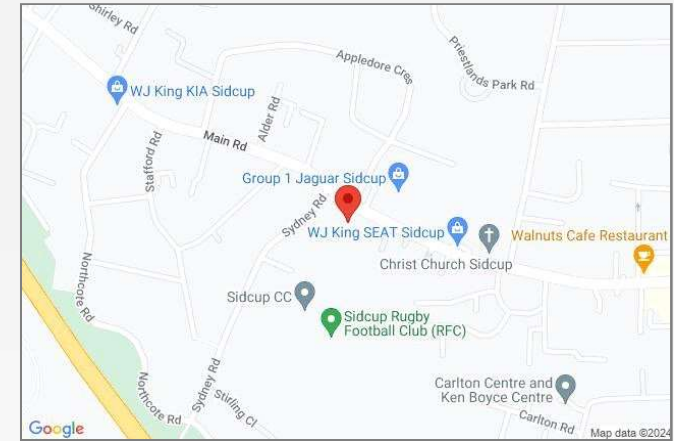 Shirley Rd
Priestlands Park Rd
Appledore Cres
WJ King KIA Sidcup
Alder Rd
Main Rd
Stafford Rd
Group 1 Jaguar Sidcup
Sydney Rd
WJ King SEAT Sidcup
Walnuts Cafe Restaurant
Christ Church Sidcup
Northcote Rd
Sidcup CC
Sidcup Rugby
Football Club (RFC)
Sydney Rd
Northcote Rd
Stirling Cl
Carlton Centre and
Ken Boyce Centre
Carlton Rd
Google
Map data ©2024